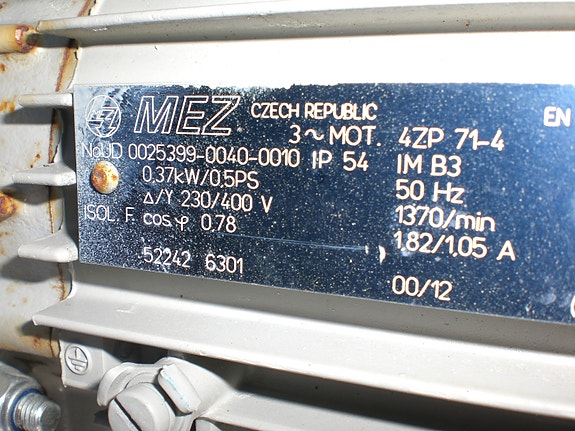 MEZ CZECH REPUBLIC EN
3~MOT. 4ZP 71-4
No/JD 0025399-0040-0010 IP 54 IM B3
0.37kW/0.5PS 50 Hz
Δ/Y 230/400 V 1370/min
ISOL. F. cos φ 0.78 1.82/1.05 A
52242 6301 00/12